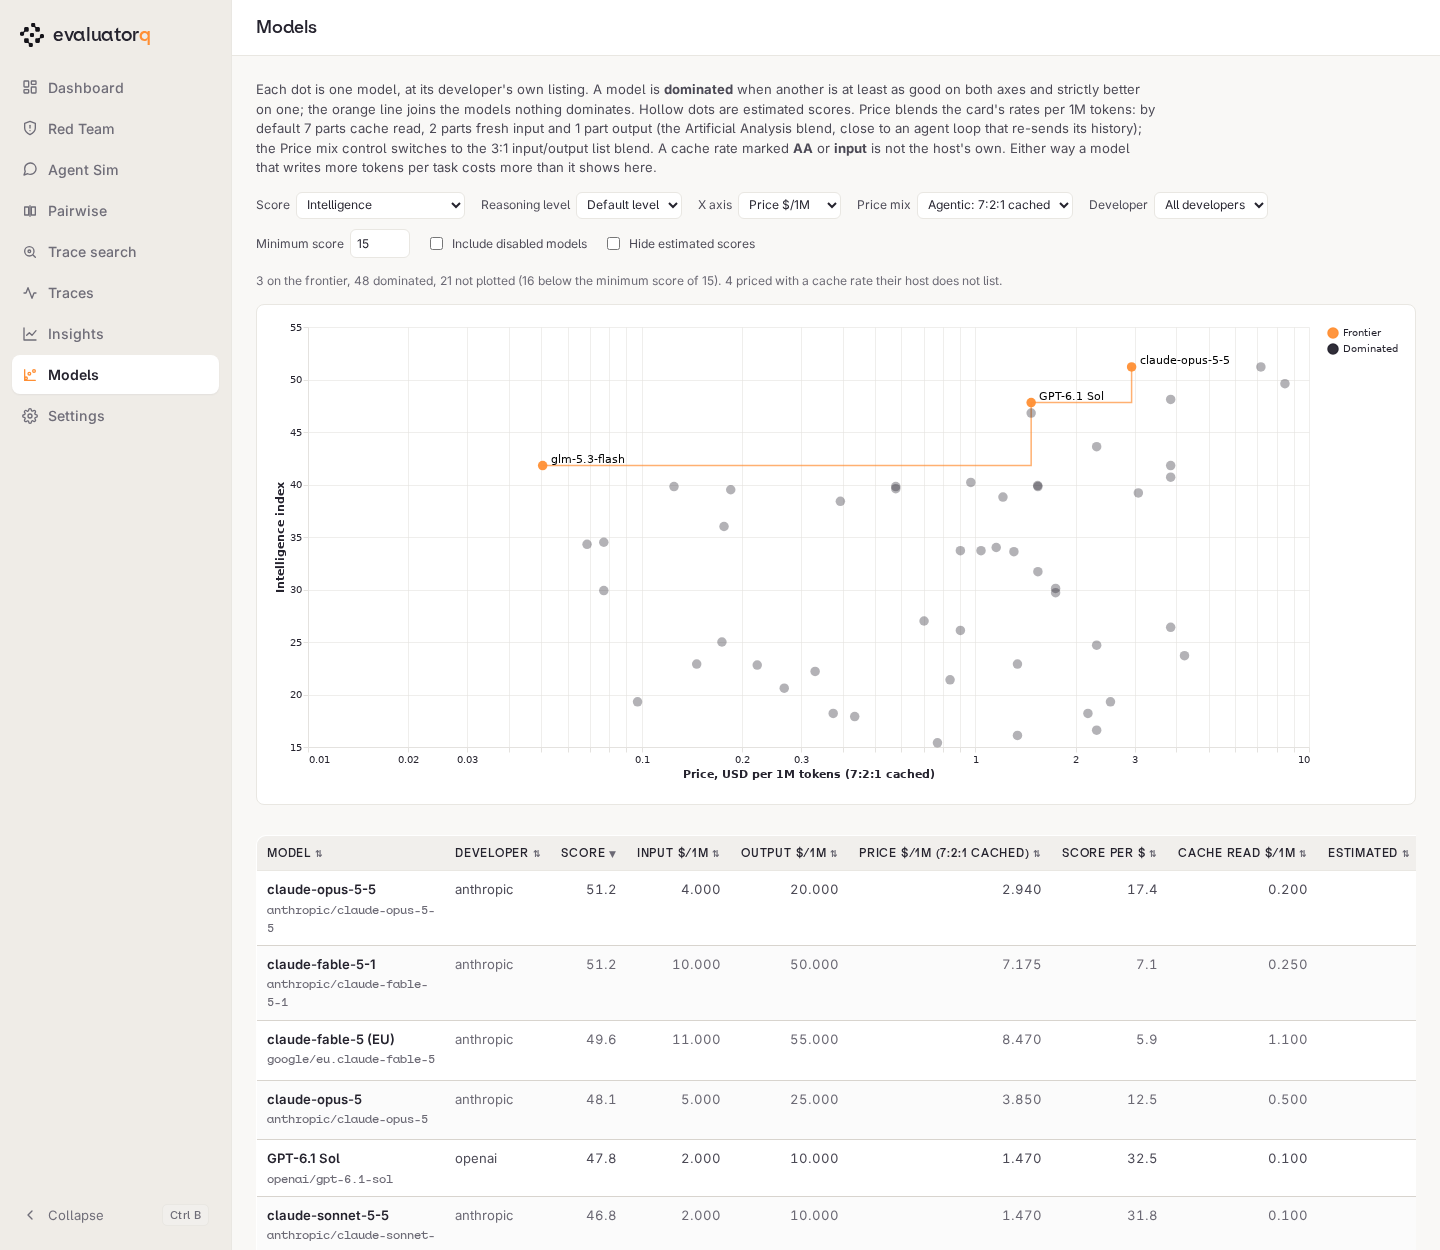 evaluatorq
Dashboard
Red Team
Agent Sim
Pairwise
Trace search
Traces
Insights
Models
Settings
Collapse
Ctrl B
Models
Each dot is one model, at its developer's own listing. A model is dominated when another is at least as good on both axes and strictly better
on one; the orange line joins the models nothing dominates. Hollow dots are estimated scores. Price blends the card's rates per 1M tokens: by
default 7 parts cache read, 2 parts fresh input and 1 part output (the Artificial Analysis blend, close to an agent loop that re-sends its history);
the Price mix control switches to the 3:1 input/output list blend. A cache rate marked AA or input is not the host's own. Either way a model
that writes more tokens per task costs more than it shows here.
Score Intelligence Reasoning level Default level X axis Price $/1M Price mix Agentic: 7:2:1 cached Developer All developers
Minimum score 15 Include disabled models Hide estimated scores
3 on the frontier, 48 dominated, 21 not plotted (16 below the minimum score of 15). 4 priced with a cache rate their host does not list.
55
50
45
40
35
30
25
20
15
Intelligence index
claude-opus-5-5
GPT-6.1 Sol
glm-5.3-flash
Frontier
Dominated
0.01 0.02 0.03 0.1 0.2 0.3 1 2 3 10
Price, USD per 1M tokens (7:2:1 cached)
MODEL DEVELOPER SCORE INPUT $/1M OUTPUT $/1M PRICE $/1M (7:2:1 CACHED) SCORE PER $ CACHE READ $/1M ESTIMATED
claude-opus-5-5 anthropic 51.2 4.000 20.000 2.940 17.4 0.200
anthropic/claude-opus-5-
5
claude-fable-5-1 anthropic 51.2 10.000 50.000 7.175 7.1 0.250
anthropic/claude-fable-
5-1
claude-fable-5 (EU) anthropic 49.6 11.000 55.000 8.470 5.9 1.100
google/eu.claude-fable-5
claude-opus-5 anthropic 48.1 5.000 25.000 3.850 12.5 0.500
anthropic/claude-opus-5
GPT-6.1 Sol openai 47.8 2.000 10.000 1.470 32.5 0.100
openai/gpt-6.1-sol
claude-sonnet-5-5 anthropic 46.8 2.000 10.000 1.470 31.8 0.100
anthropic/claude-sonnet-